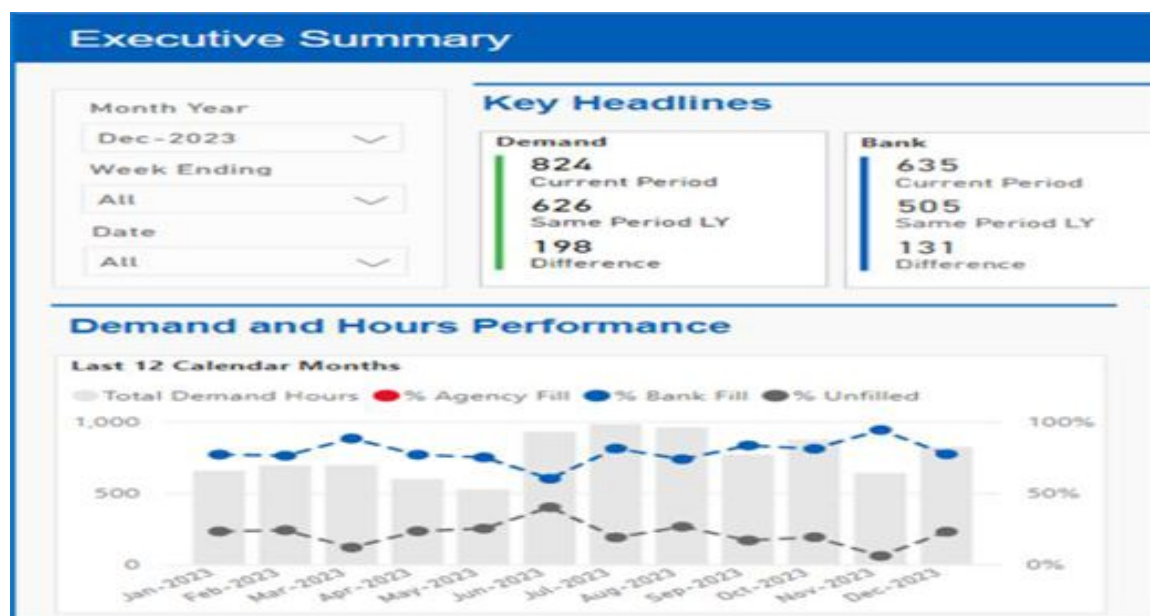 Executive Summary
Month Year
Dec-2023
Week Ending
All
Date
All
Key Headlines
Demand
824
Current Period
626
Same Period LY
198
Difference
Bank
635
Current Period
505
Same Period LY
131
Difference
Demand and Hours Performance
Last 12 Calendar Months
Total Demand Hours % Agency Fill % Bank Fill % Unfilled
1,000
500
0
100%
50%
0%
Jan-2023
Feb-2023
Mar-2023
Apr-2023
May-2023
Jun-2023
Jul-2023
Aug-2023
Sep-2023
Oct-2023
Nov-2023
Dec-2023